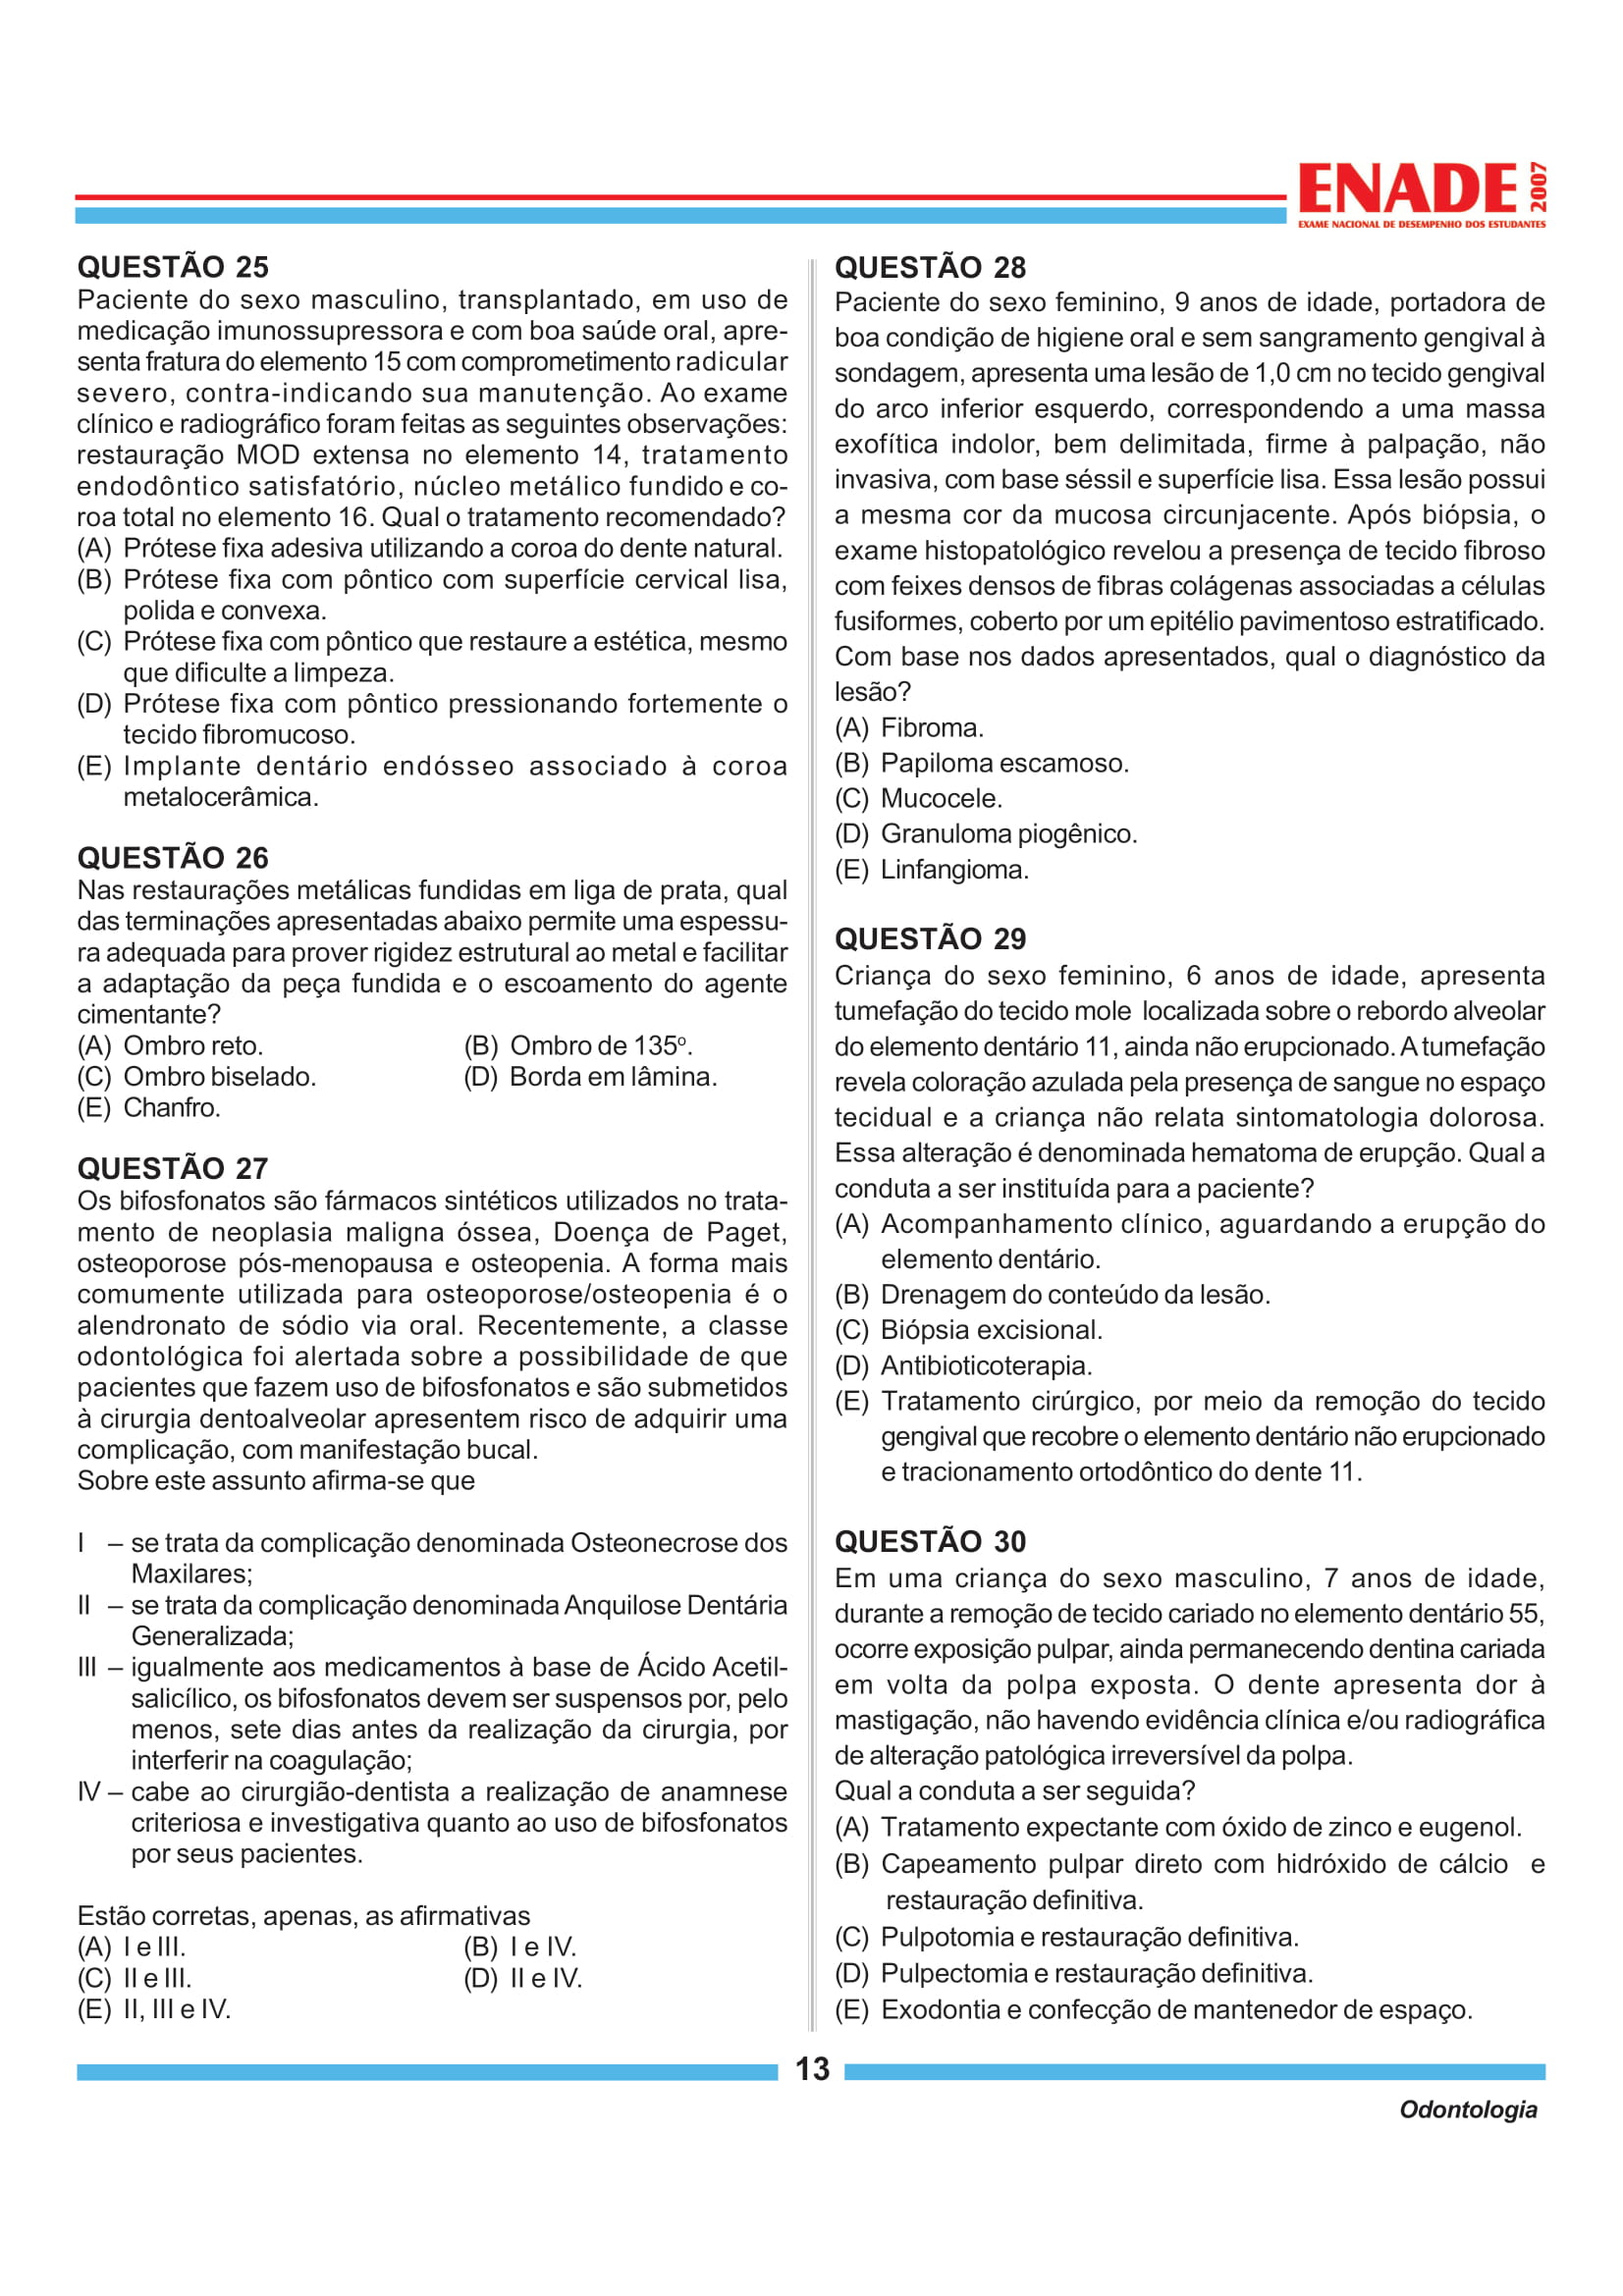 ENADE 2007
EXAME NACIONAL DE DESEMPENHO DOS ESTUDANTES
QUESTÃO 25
Paciente do sexo masculino, transplantado, em uso de
medicação imunossupressora e com boa saúde oral, apre-
senta fratura do elemento 15 com comprometimento radicular
severo, contra-indicando sua manutenção. Ao exame
clínico e radiográfico foram feitas as seguintes observações:
restauração MOD extensa no elemento 14, tratamento
endodôntico satisfatório, núcleo metálico fundido e co-
roa total no elemento 16. Qual o tratamento recomendado?
(A) Prótese fixa adesiva utilizando a coroa do dente natural.
(B) Prótese fixa com pôntico com superfície cervical lisa,
polida e convexa.
(C) Prótese fixa com pôntico que restaure a estética, mesmo
que dificulte a limpeza.
(D) Prótese fixa com pôntico pressionando fortemente o
tecido fibromucoso.
(E) Implante dentário endósseo associado à coroa
metalocerâmica.
QUESTÃO 26
Nas restaurações metálicas fundidas em liga de prata, qual
das terminações apresentadas abaixo permite uma espessu-
ra adequada para prover rigidez estrutural ao metal e facilitar
a adaptação da peça fundida e o escoamento do agente
cimentante?
(A) Ombro reto. (B) Ombro de 135º.
(C) Ombro biselado. (D) Borda em lâmina.
(E) Chanfro.
QUESTÃO 27
Os bifosfonatos são fármacos sintéticos utilizados no trata-
mento de neoplasia maligna óssea, Doença de Paget,
osteoporose pós-menopausa e osteopenia. A forma mais
comumente utilizada para osteoporose/osteopenia é o
alendronato de sódio via oral. Recentemente, a classe
odontológica foi alertada sobre a possibilidade de que
pacientes que fazem uso de bifosfonatos e são submetidos
à cirurgia dentoalveolar apresentem risco de adquirir uma
complicação, com manifestação bucal.
Sobre este assunto afirma-se que
I – se trata da complicação denominada Osteonecrose dos
Maxilares;
II – se trata da complicação denominada Anquilose Dentária
Generalizada;
III – igualmente aos medicamentos à base de Ácido Acetil-
salicílico, os bifosfonatos devem ser suspensos por, pelo
menos, sete dias antes da realização da cirurgia, por
interferir na coagulação;
IV – cabe ao cirurgião-dentista a realização de anamnese
criteriosa e investigativa quanto ao uso de bifosfonatos
por seus pacientes.
Estão corretas, apenas, as afirmativas
(A) I e III. (B) I e IV.
(C) II e III. (D) II e IV.
(E) II, III e IV.
QUESTÃO 28
Paciente do sexo feminino, 9 anos de idade, portadora de
boa condição de higiene oral e sem sangramento gengival à
sondagem, apresenta uma lesão de 1,0 cm no tecido gengival
do arco inferior esquerdo, correspondendo a uma massa
exofítica indolor, bem delimitada, firme à palpação, não
invasiva, com base séssil e superfície lisa. Essa lesão possui
a mesma cor da mucosa circunjacente. Após biópsia, o
exame histopatológico revelou a presença de tecido fibroso
com feixes densos de fibras colágenas associadas a células
fusiformes, coberto por um epitélio pavimentoso estratificado.
Com base nos dados apresentados, qual o diagnóstico da
lesão?
(A) Fibroma.
(B) Papiloma escamoso.
(C) Mucocele.
(D) Granuloma piogênico.
(E) Linfangioma.
QUESTÃO 29
Criança do sexo feminino, 6 anos de idade, apresenta
tumefação do tecido mole localizada sobre o rebordo alveolar
do elemento dentário 11, ainda não erupcionado. A tumefação
revela coloração azulada pela presença de sangue no espaço
tecidual e a criança não relata sintomatologia dolorosa.
Essa alteração é denominada hematoma de erupção. Qual a
conduta a ser instituída para a paciente?
(A) Acompanhamento clínico, aguardando a erupção do
elemento dentário.
(B) Drenagem do conteúdo da lesão.
(C) Biópsia excisional.
(D) Antibioticoterapia.
(E) Tratamento cirúrgico, por meio da remoção do tecido
gengival que recobre o elemento dentário não erupcionado
e tracionamento ortodôntico do dente 11.
QUESTÃO 30
Em uma criança do sexo masculino, 7 anos de idade,
durante a remoção de tecido cariado no elemento dentário 55,
ocorre exposição pulpar, ainda permanecendo dentina cariada
em volta da polpa exposta. O dente apresenta dor à
mastigação, não havendo evidência clínica e/ou radiográfica
de alteração patológica irreversível da polpa.
Qual a conduta a ser seguida?
(A) Tratamento expectante com óxido de zinco e eugenol.
(B) Capeamento pulpar direto com hidróxido de cálcio e
restauração definitiva.
(C) Pulpotomia e restauração definitiva.
(D) Pulpectomia e restauração definitiva.
(E) Exodontia e confecção de mantenedor de espaço.
13
Odontologia